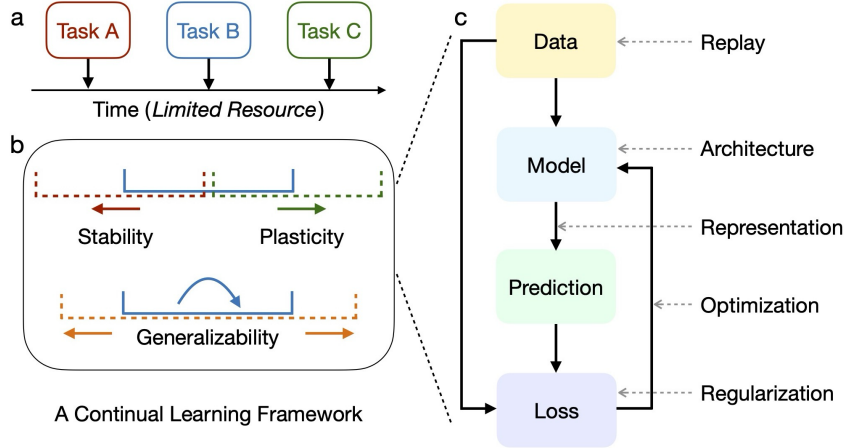 a
Task A
Task B
Task C
Time (Limited Resource)
b
Stability
Plasticity
Generalizability
A Continual Learning Framework
c
Data
Replay
Model
Architecture
Representation
Prediction
Optimization
Loss
Regularization